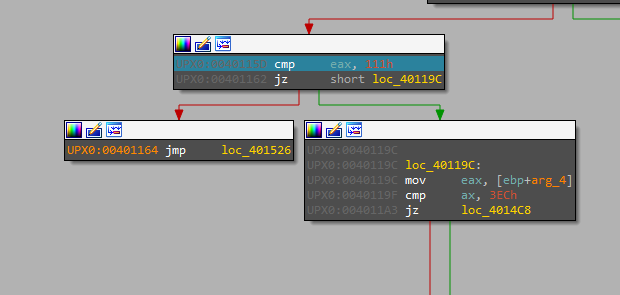 UPX0:0040115D cmp eax, 111h
UPX0:00401162 jz short loc_40119C
UPX0:00401164 jmp loc_401526
UPX0:0040119C
UPX0:0040119C loc_40119C:
UPX0:0040119C mov eax, [ebp+arg_4]
UPX0:0040119F cmp ax, 3ECh
UPX0:004011A3 jz loc_4014C8